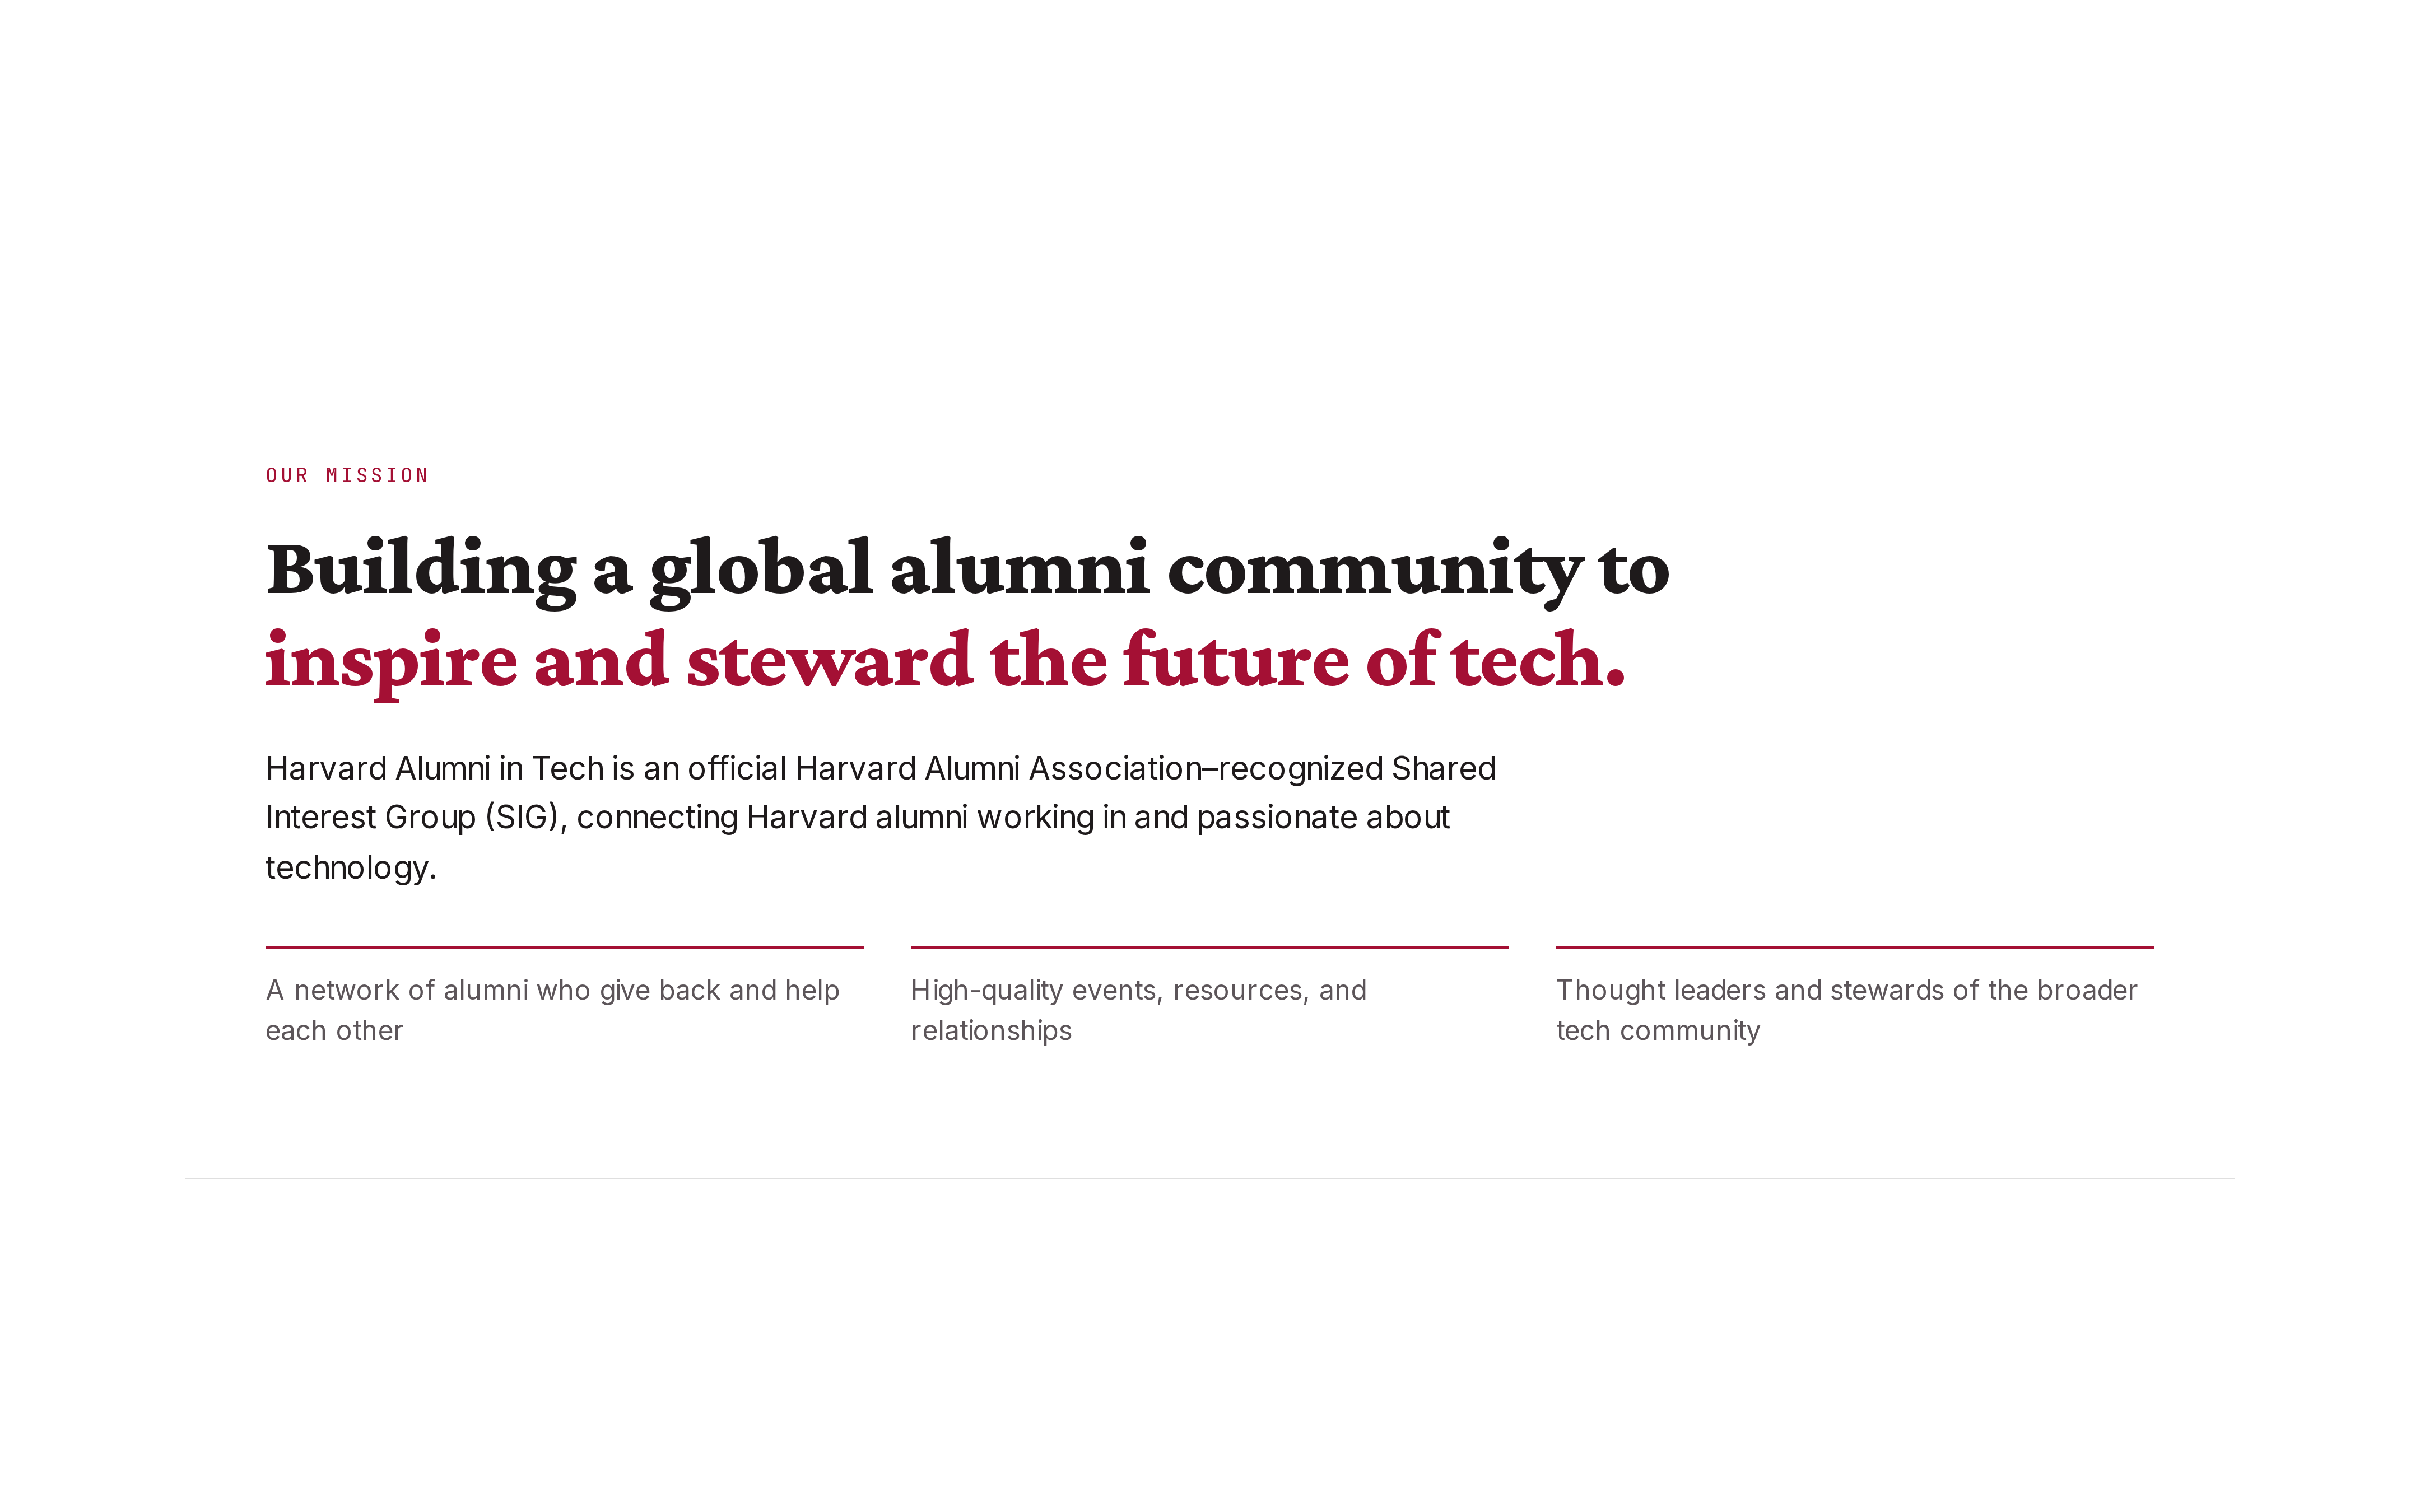 OUR MISSION
Building a global alumni community to
inspire and steward the future of tech.
Harvard Alumni in Tech is an official Harvard Alumni Association–recognized Shared
Interest Group (SIG), connecting Harvard alumni working in and passionate about
technology.
A network of alumni who give back and help
each other
High-quality events, resources, and
relationships
Thought leaders and stewards of the broader
tech community